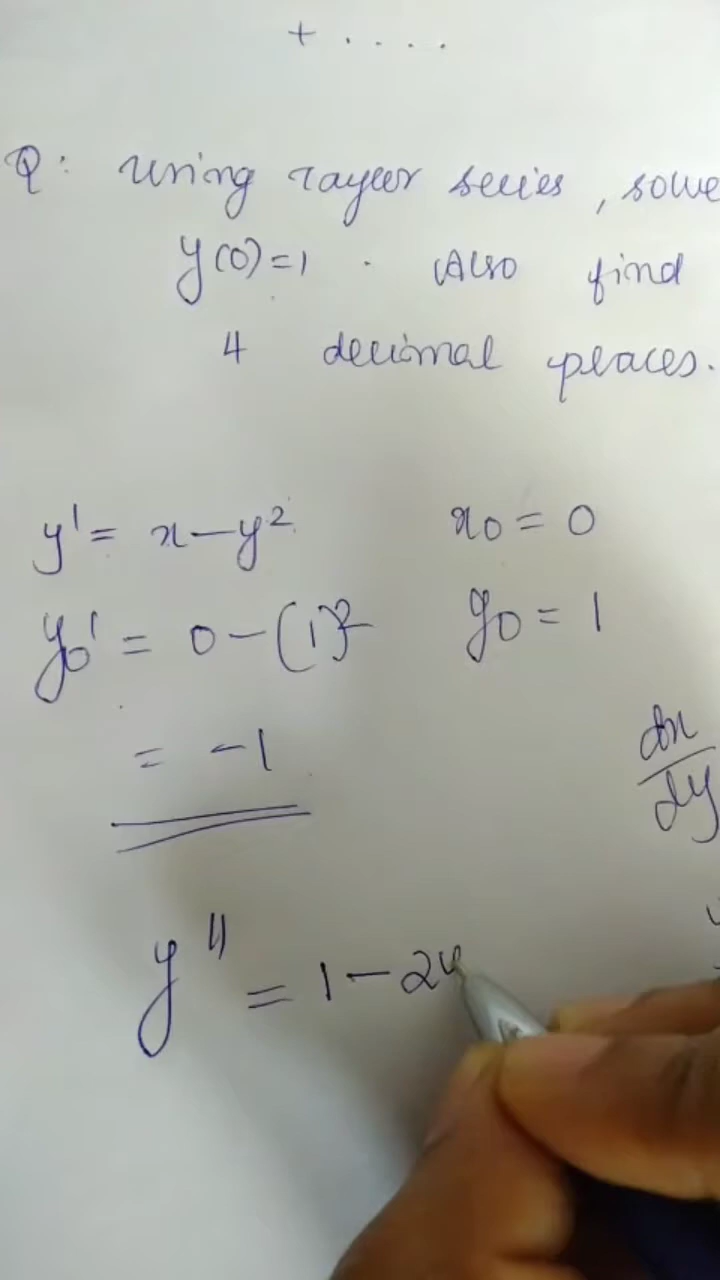 + . . . .
Q: Using Taylor series, solve
y(0)=1 . Also find
4 decimal places.
y' = x-y² x₀ = 0
y₀' = 0-(1)² y₀ = 1
= -1
dx/dy
y'' = 1-2y